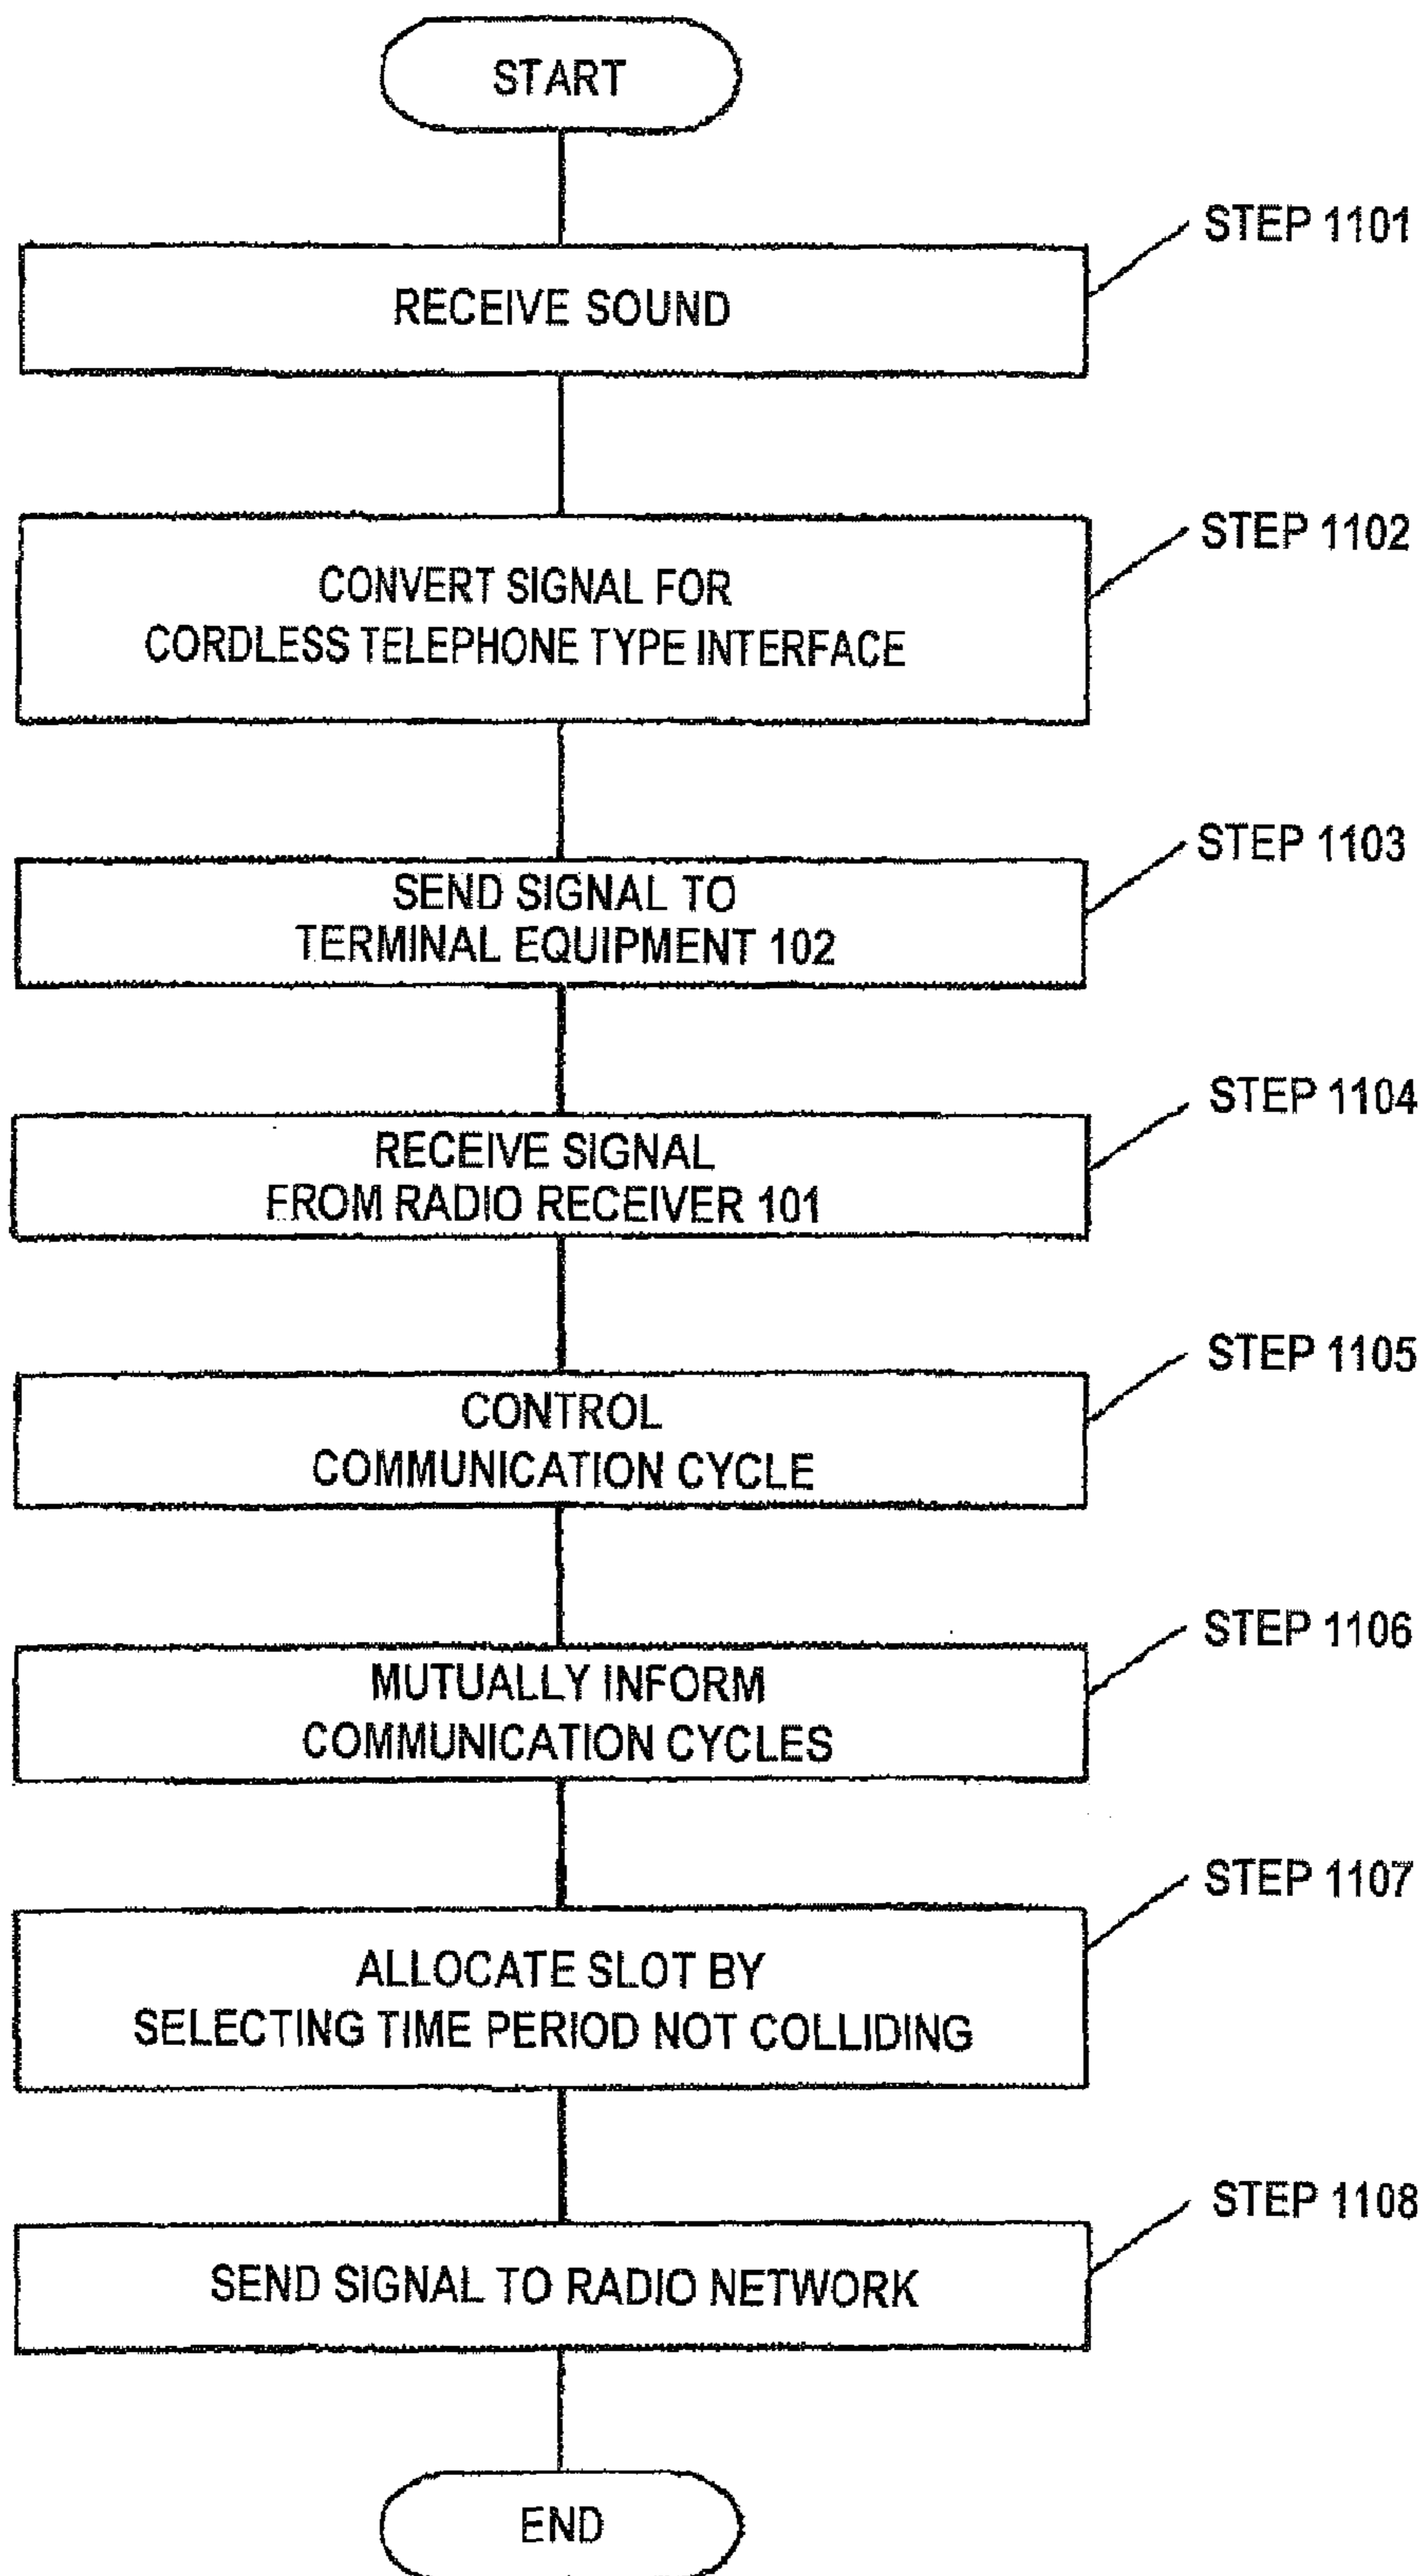 START
STEP 1101
RECEIVE SOUND
STEP 1102
CONVERT SIGNAL FOR
CORDLESS TELEPHONE TYPE INTERFACE
STEP 1103
SEND SIGNAL TO
TERMINAL EQUIPMENT 102
STEP 1104
RECEIVE SIGNAL
FROM RADIO RECEIVER 101
STEP 1105
CONTROL
COMMUNICATION CYCLE
STEP 1106
MUTUALLY INFORM
COMMUNICATION CYCLES
STEP 1107
ALLOCATE SLOT BY
SELECTING TIME PERIOD NOT COLLIDING
STEP 1108
SEND SIGNAL TO RADIO NETWORK
END